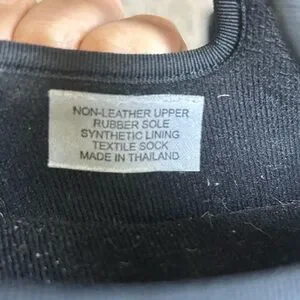 NON-LEATHER UPPER
RUBBER SOLE
SYNTHETIC LINING
TEXTILE SOCK
MADE IN THAILAND